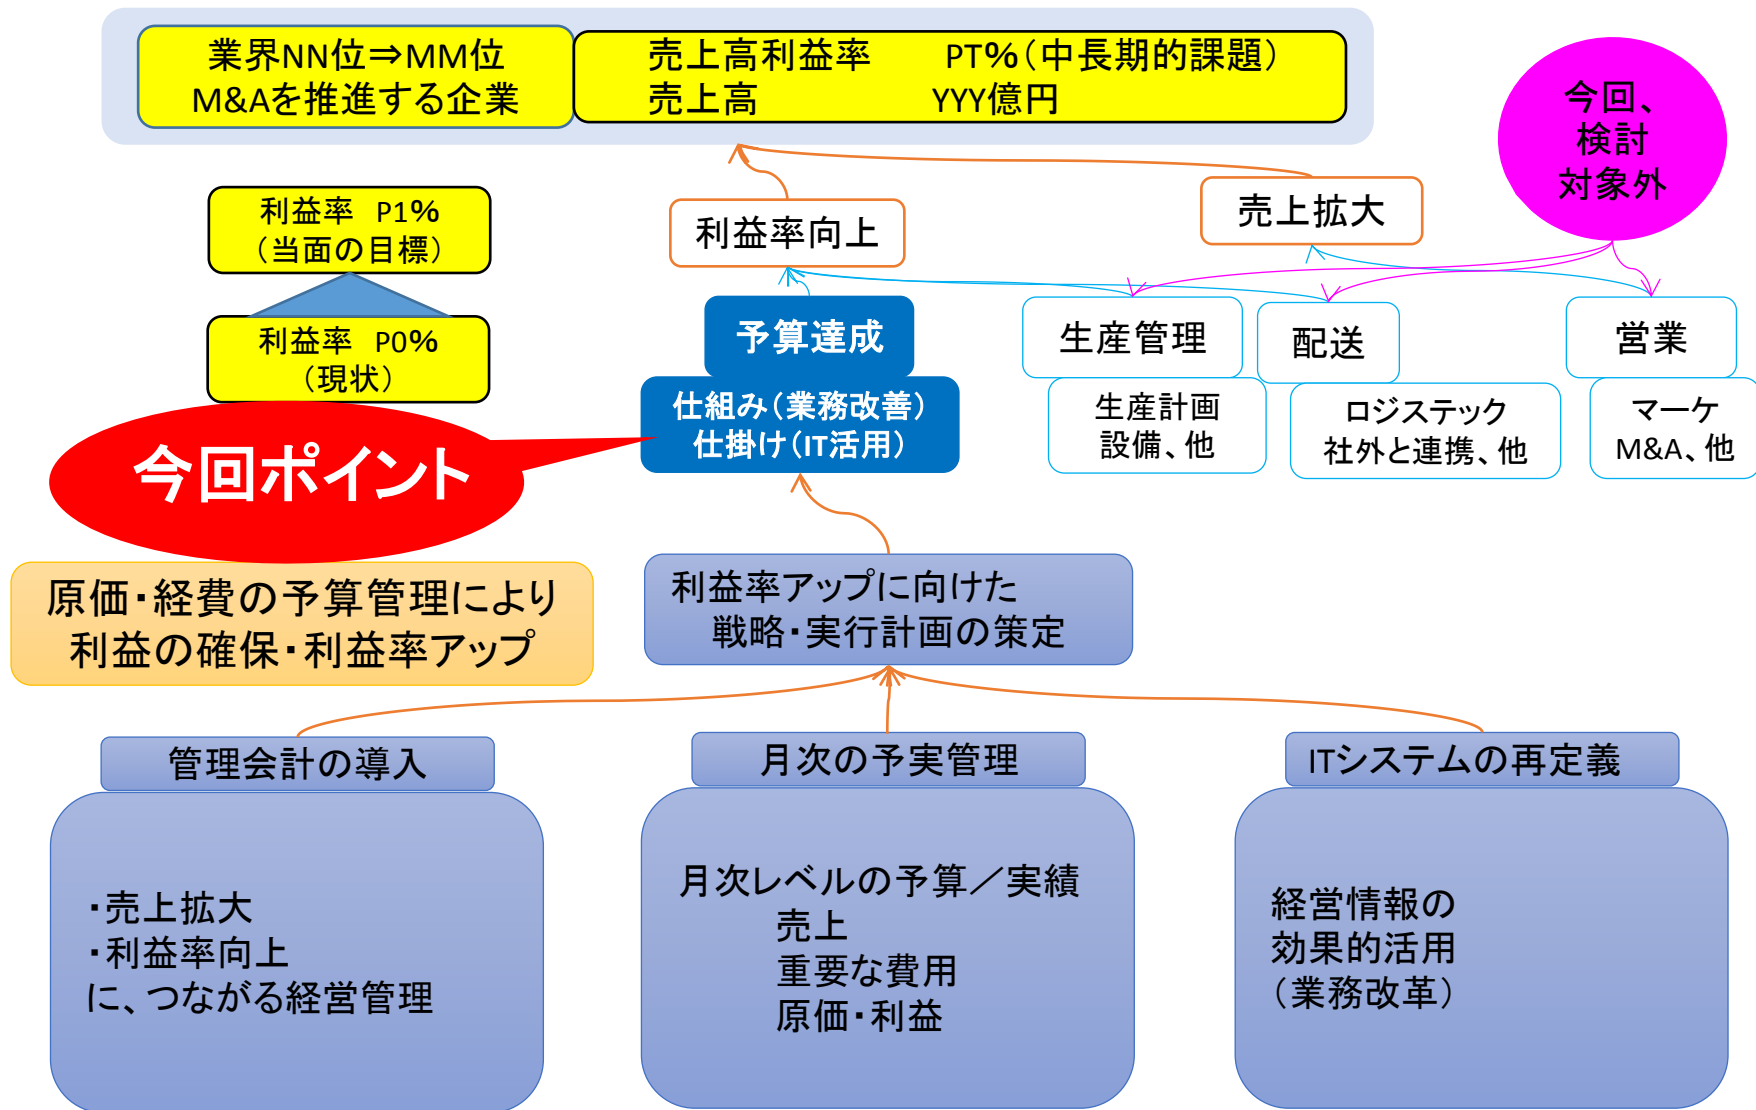 業界NN位⇒MM位
M&Aを推進する企業
売上高利益率 PT%（中長期的課題）
売上高 YYY億円
今回、
検討
対象外
利益率 P1%
（当面の目標）
利益率向上
売上拡大
利益率 P0%
（現状）
予算達成
生産管理
配送
営業
仕組み（業務改善）
仕掛け（IT活用）
生産計画
設備、他
ロジステック
社外と連携、他
マーケ
M&A、他
今回ポイント
原価・経費の予算管理により
利益の確保・利益率アップ
利益率アップに向けた
戦略・実行計画の策定
管理会計の導入
月次の予実管理
ITシステムの再定義
・売上拡大
・利益率向上
に、つながる経営管理
月次レベルの予算／実績
売上
重要な費用
原価・利益
経営情報の
効果的活用
（業務改革）